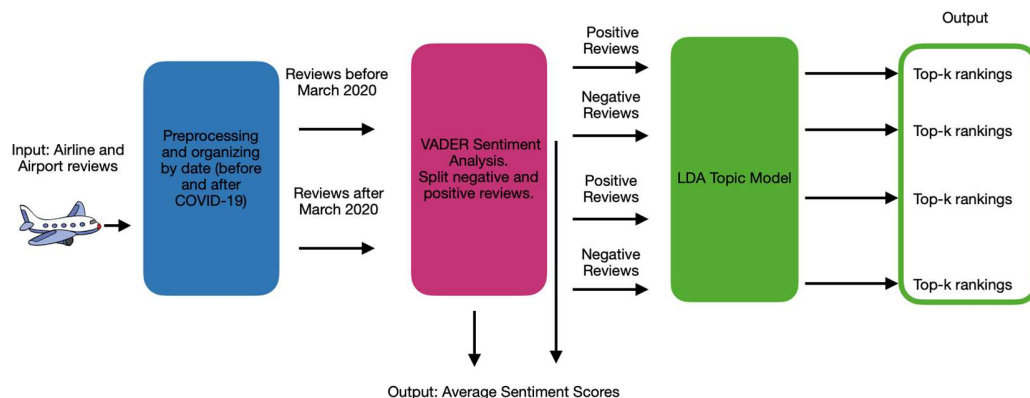 Input: Airline and
Airport reviews
Preprocessing
and organizing
by date (before
and after
COVID-19)
Reviews before
March 2020
Reviews after
March 2020
VADER Sentiment
Analysis.
Split negative and
positive reviews.
Positive
Reviews
Negative
Reviews
Positive
Reviews
Negative
Reviews
LDA Topic Model
Output
Top-k rankings
Top-k rankings
Top-k rankings
Top-k rankings
Output: Average Sentiment Scores